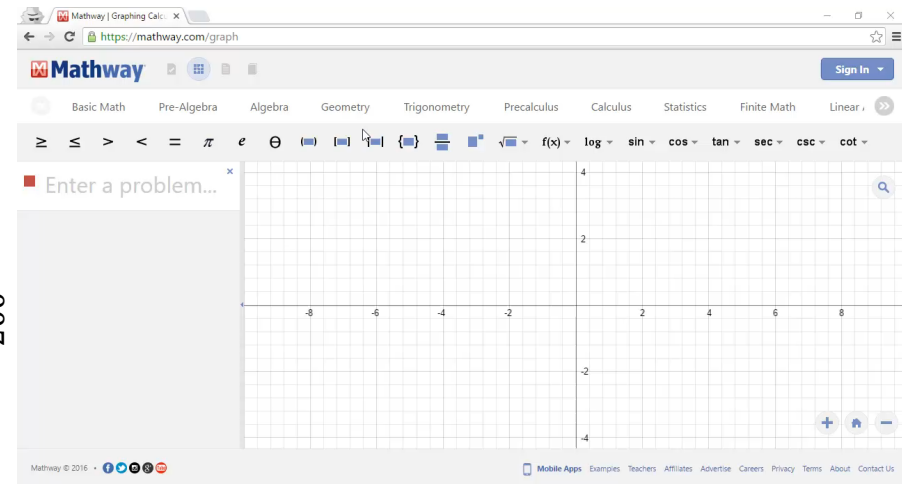 Mathway | Graphing Calc
https://mathway.com/graph
Mathway
Sign In
Basic Math Pre-Algebra Algebra Geometry Trigonometry Precalculus Calculus Statistics Finite Math Linear
≥ ≤ > < = π e Θ (■) [■] |■| {■} √■ f(x) log sin cos tan sec csc cot
Enter a problem...
4
2
-8 -6 -4 -2 2 4 6 8
-2
-4
Mathway © 2016 • Mobile Apps Examples Teachers Affiliates Advertise Careers Privacy Terms About Contact Us